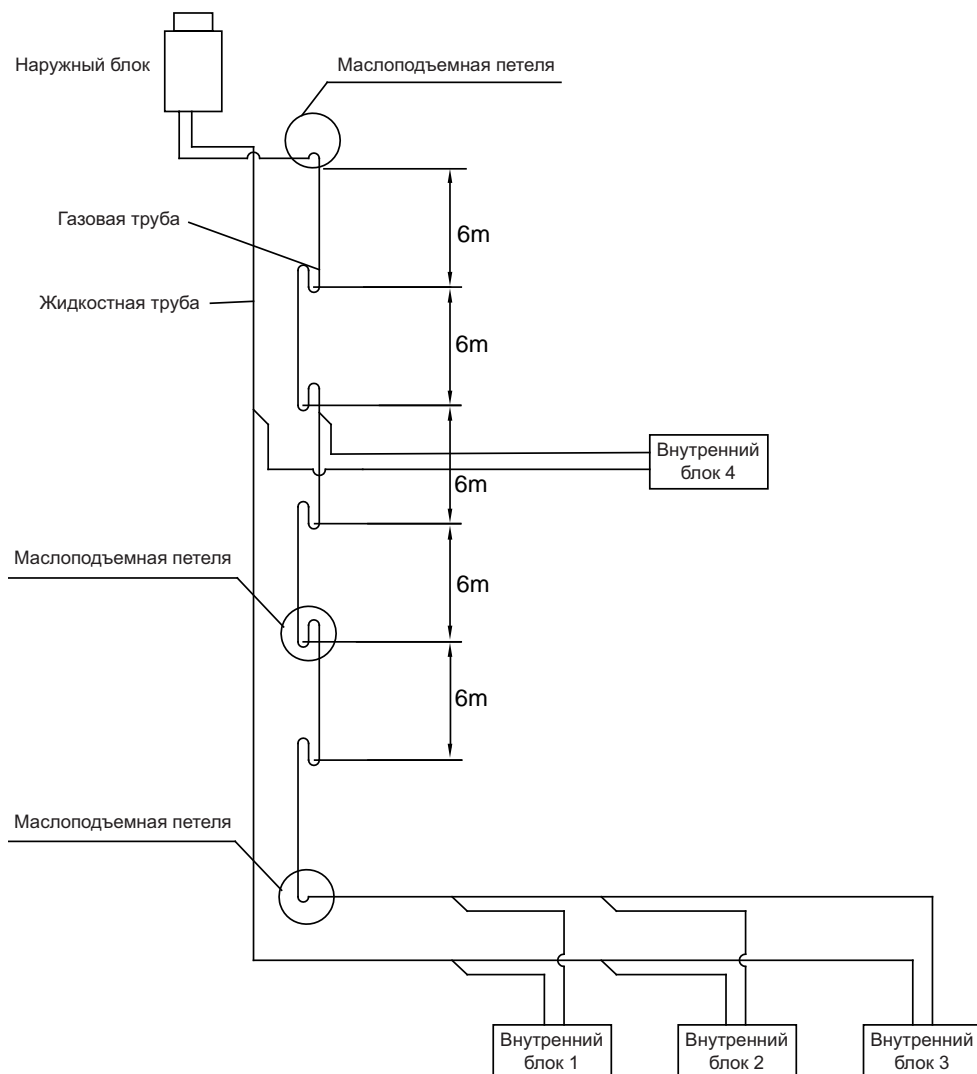 Наружный блок
Маслоподъемная петеля
Газовая труба
6m
Жидкостная труба
6m
Внутренний
блок 4
6m
Маслоподъемная петеля
6m
6m
Маслоподъемная петеля
Внутренний
блок 1
Внутренний
блок 2
Внутренний
блок 3